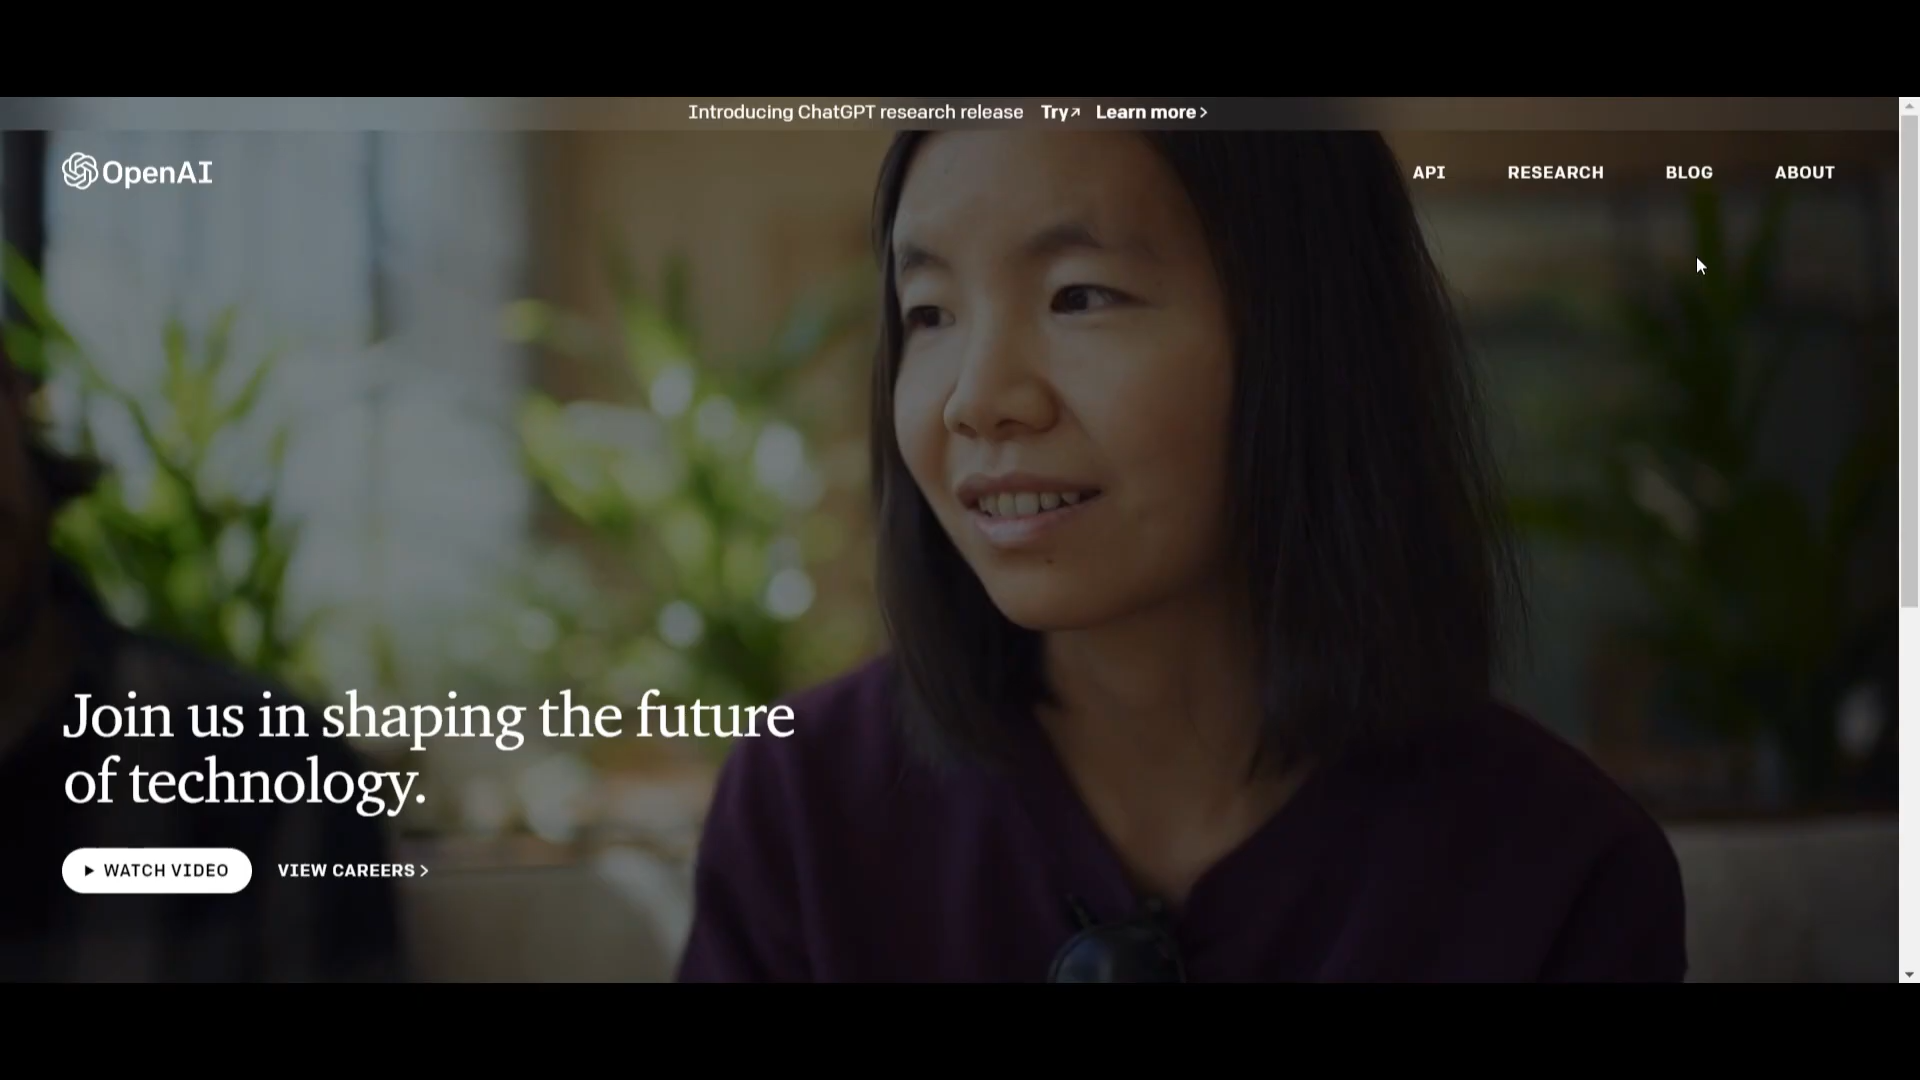 Introducing ChatGPT research release Try↗ Learn more >
OpenAI
API RESEARCH BLOG ABOUT
Join us in shaping the future
of technology.
WATCH VIDEO VIEW CAREERS >